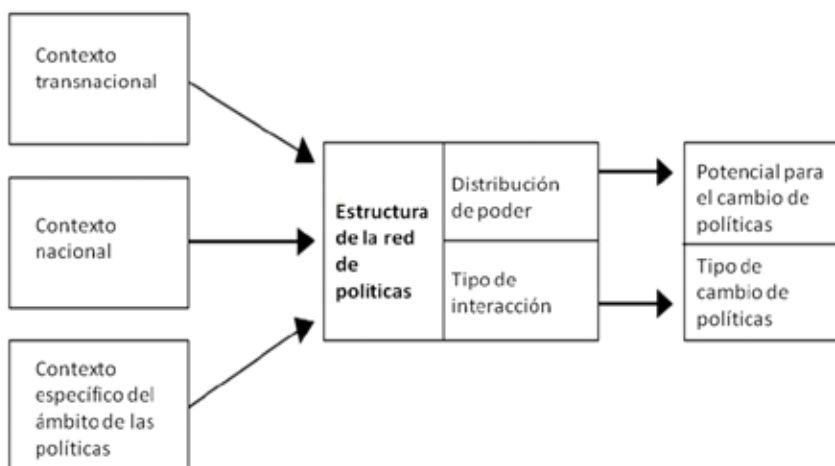 Contexto
transnacional
Contexto
nacional
Contexto
específico del
ámbito de las
políticas
Estructura
de la red
de
políticas
Distribución
de poder
Tipo de
interacción
Potencial para
el cambio de
políticas
Tipo de
cambio de
políticas